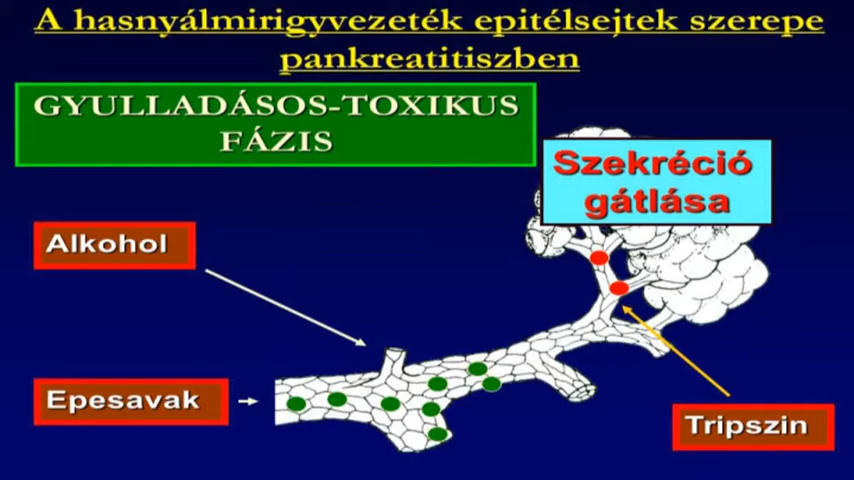 A hasnyálmirigyvezeték epitélsejtek szerepe
pankreatitiszben
GYULLADÁSOS-TOXIKUS
FÁZIS
Szekréció
gátlása
Alkohol
Epesavak
Tripszin